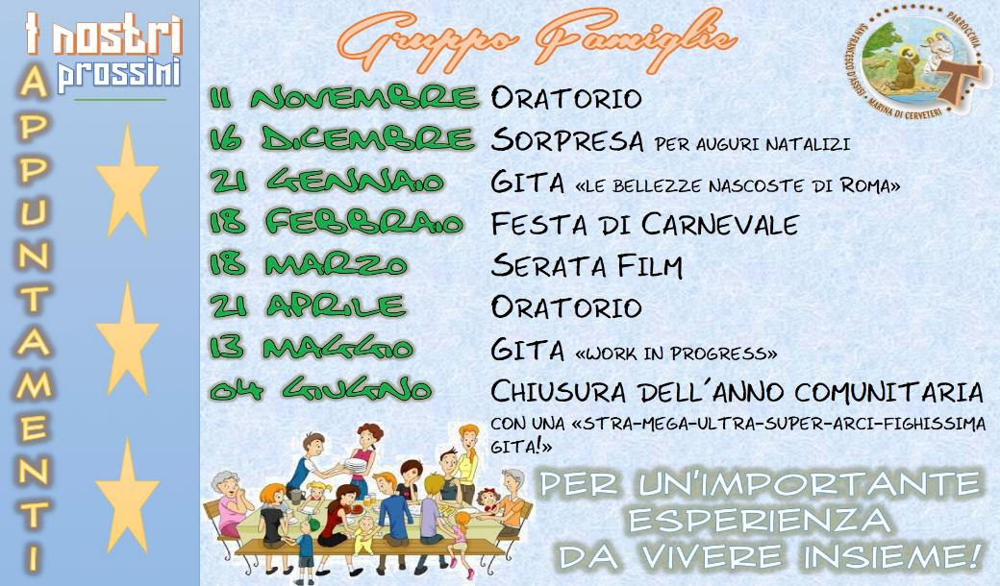 I nostri
prossimi
APPUNTAMENTI
Gruppo Famiglie
PARROCCHIA
SAN FRANCESCO D'ASSISI - MARINA DI CERVETERI
11 NOVEMBRE ORATORIO
16 DICEMBRE SORPRESA PER AUGURI NATALIZI
21 GENNAIO GITA «LE BELLEZZE NASCOSTE DI ROMA»
18 FEBBRAIO FESTA DI CARNEVALE
18 MARZO SERATA FILM
21 APRILE ORATORIO
13 MAGGIO GITA «WORK IN PROGRESS»
04 GIUGNO CHIUSURA DELL'ANNO COMUNITARIA
CON UNA «STRA-MEGA-ULTRA-SUPER-ARCI-FIGHISSIMA
GITA!»
PER UN'IMPORTANTE
ESPERIENZA
DA VIVERE INSIEME!